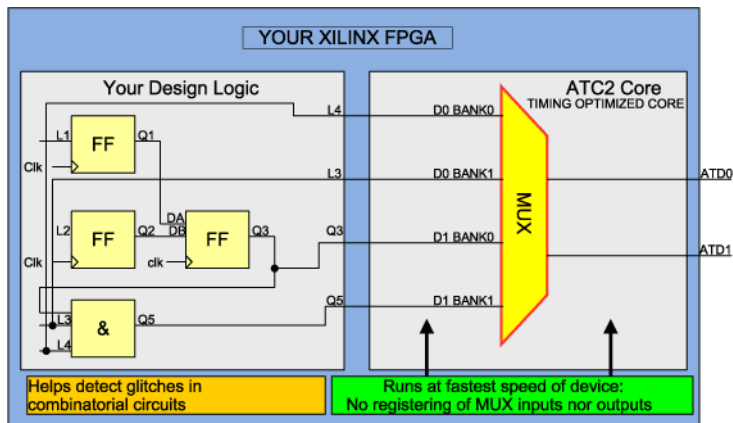 YOUR XILINX FPGA
Your Design Logic
ATC2 Core
TIMING OPTIMIZED CORE
L4
D0 BANK0
L1
FF
Q1
Clk
L3
D0 BANK1
ATD0
MUX
DA
L2
FF
Q2
DB
FF
Q3
Q3
D1 BANK0
Clk
clk
ATD1
L3
&
Q5
Q5
D1 BANK1
L4
Helps detect glitches in
combinatorial circuits
Runs at fastest speed of device:
No registering of MUX inputs nor outputs